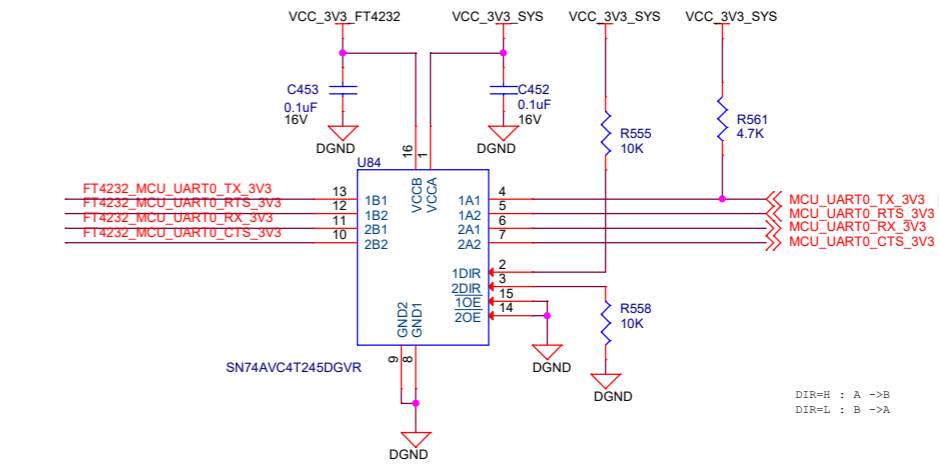 VCC_3V3_FT4232
VCC_3V3_SYS
VCC_3V3_SYS
VCC_3V3_SYS
C453
0.1uF
16V
C452
0.1uF
16V
R555
10K
R561
4.7K
DGND
DGND
U84
16
1
VCCB
VCCA
FT4232_MCU_UART0_TX_3V3
13
1B1
1A1
4
MCU_UART0_TX_3V3
FT4232_MCU_UART0_RTS_3V3
12
1B2
1A2
5
MCU_UART0_RTS_3V3
FT4232_MCU_UART0_RX_3V3
11
2B1
2A1
6
MCU_UART0_RX_3V3
FT4232_MCU_UART0_CTS_3V3
10
2B2
2A2
7
MCU_UART0_CTS_3V3
1DIR
2
2DIR
3
1OE
15
2OE
14
GND2
GND1
9
8
R558
10K
SN74AVC4T245DGVR
DGND
DGND
DGND
DIR=H : A ->B
DIR=L : B ->A